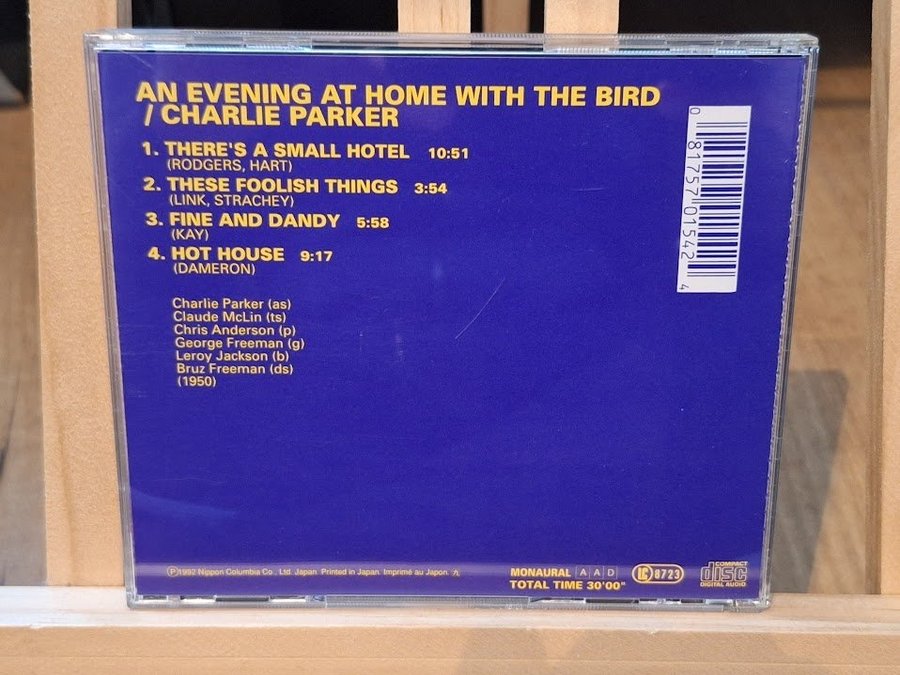 AN EVENING AT HOME WITH THE BIRD
/ CHARLIE PARKER
1. THERE'S A SMALL HOTEL 10:51
(RODGERS, HART)
2. THESE FOOLISH THINGS 3:54
(LINK, STRACHEY)
3. FINE AND DANDY 5:58
(KAY)
4. HOT HOUSE 9:17
(DAMERON)
Charlie Parker (as)
Claude McLin (ts)
Chris Anderson (p)
George Freeman (g)
Leroy Jackson (b)
Bruz Freeman (ds)
(1950)
0 81757 01542 4
Ⓟ1992 Nippon Columbia Co., Ltd. Japan. Printed in Japan. Imprimé au Japon. 九
MONAURAL A A D
TOTAL TIME 30'00"
LC 8723
COMPACT
disc
DIGITAL AUDIO